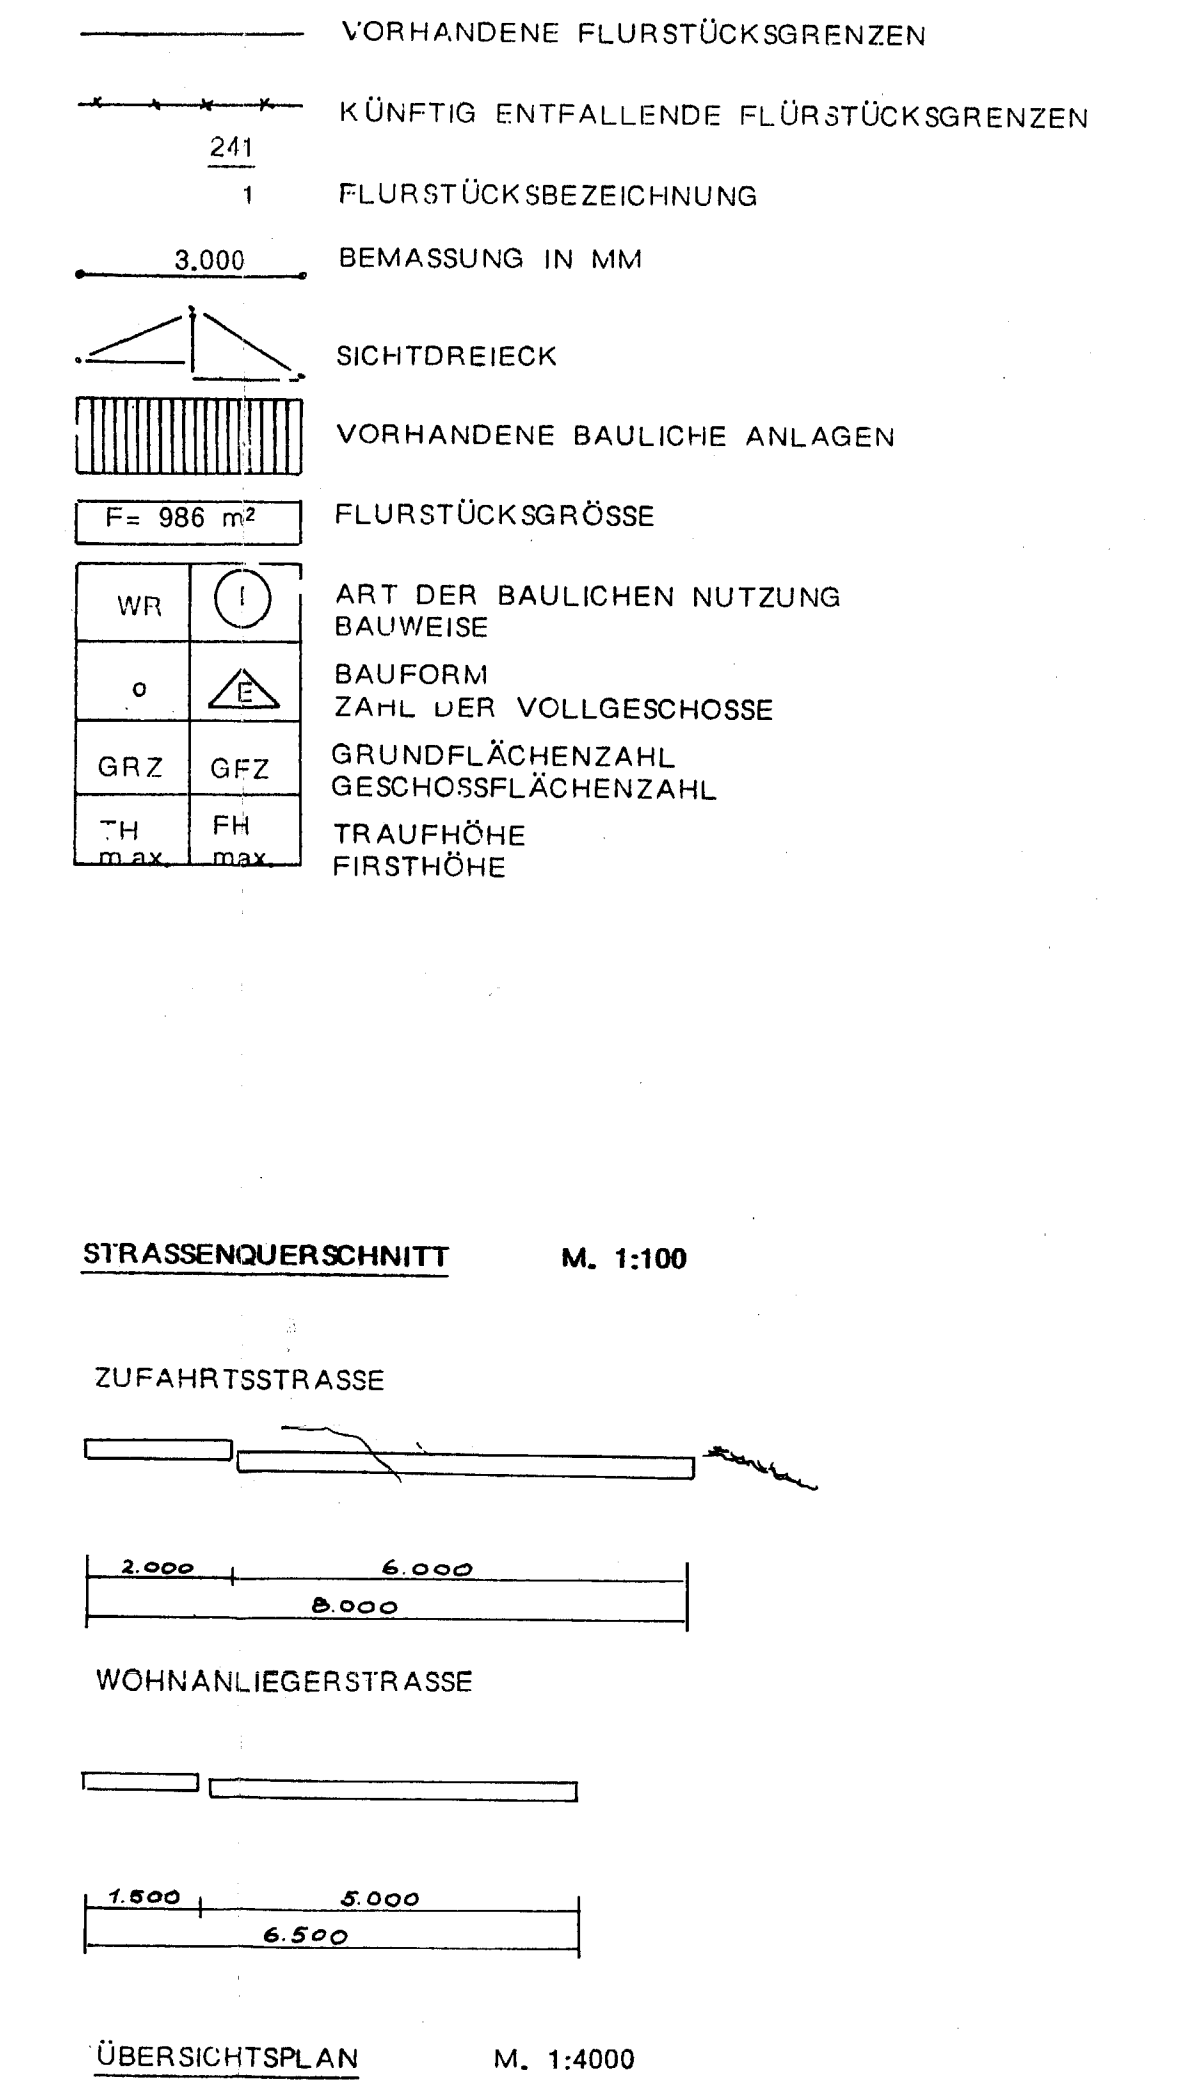 VORHANDENE FLURSTÜCKSGRENZEN
KÜNFTIG ENTFALLENDE FLÜRSTÜCKSGRENZEN
241
1 FLURSTÜCKSBEZEICHNUNG
3.000 BEMASSUNG IN MM
SICHTDREIECK
VORHANDENE BAULICHE ANLAGEN
F= 986 m² FLURSTÜCKSGRÖSSE
WR I ART DER BAULICHEN NUTZUNG
BAUWEISE
o E BAUFORM
ZAHL DER VOLLGESCHOSSE
GRZ GFZ GRUNDFLÄCHENZAHL
GESCHOSSFLÄCHENZAHL
TH FH TRAUFHÖHE
max. max. FIRSTHÖHE
STRASSENQUERSCHNITT M. 1:100
ZUFAHRTSSTRASSE
2.000 6.000
8.000
WOHNANLIEGERSTRASSE
1.500 5.000
6.500
ÜBERSICHTSPLAN M. 1:4000